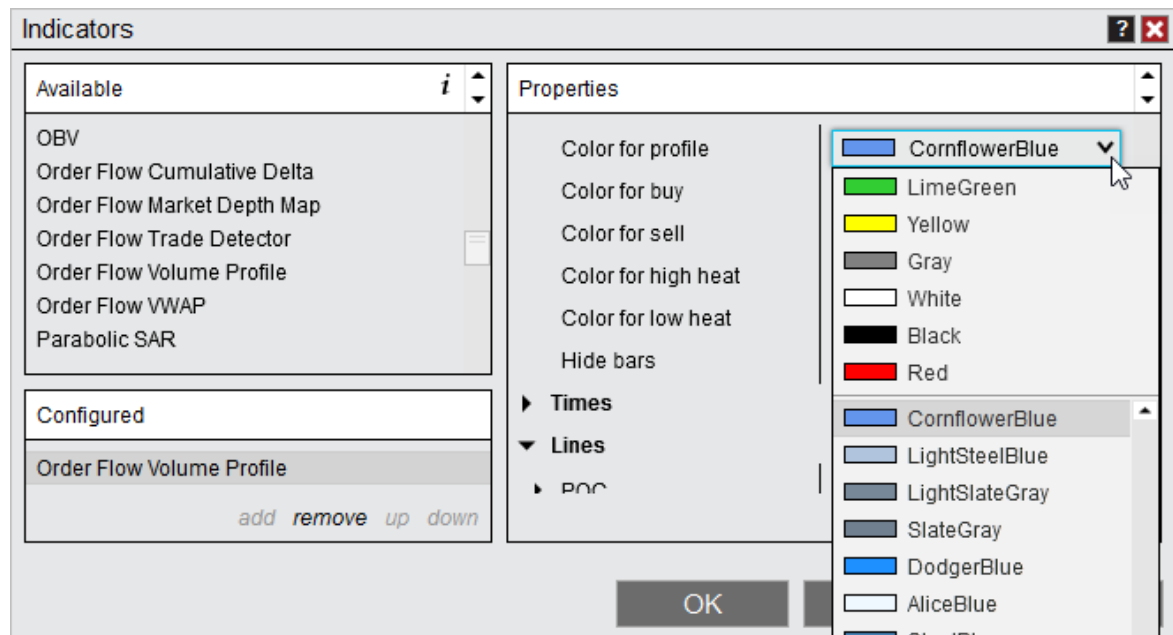 Indicators
?
Available
i
OBV
Order Flow Cumulative Delta
Order Flow Market Depth Map
Order Flow Trade Detector
Order Flow Volume Profile
Order Flow VWAP
Parabolic SAR
Configured
Order Flow Volume Profile
add remove up down
Properties
Color for profile
Color for buy
Color for sell
Color for high heat
Color for low heat
Hide bars
Times
Lines
POC
CornflowerBlue
LimeGreen
Yellow
Gray
White
Black
Red
CornflowerBlue
LightSteelBlue
LightSlateGray
SlateGray
DodgerBlue
AliceBlue
OK